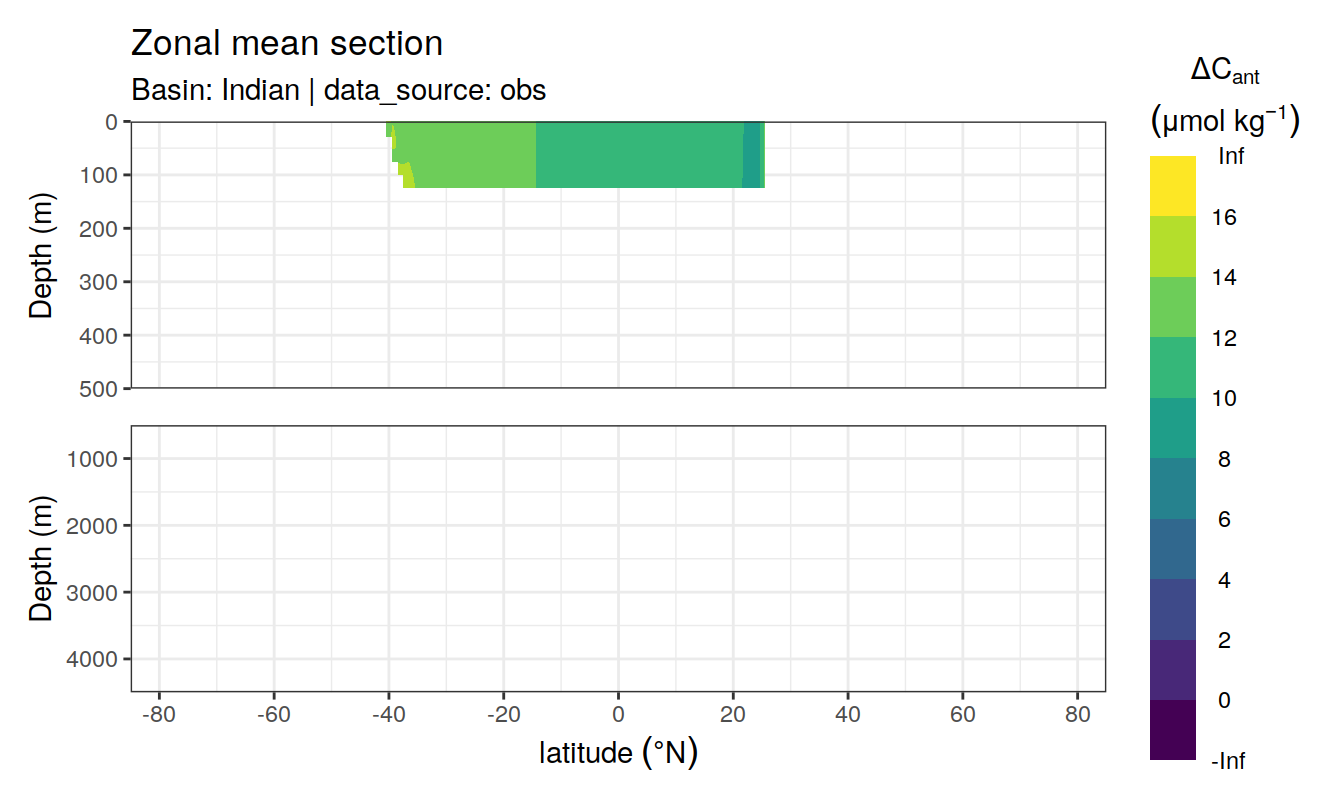 Zonal mean section
Basin: Indian | data_source: obs
ΔCant
(μmol kg⁻¹)
Depth (m)
0
100
200
300
400
500
Depth (m)
1000
2000
3000
4000
-80 -60 -40 -20 0 20 40 60 80
latitude (°N)
Inf
16
14
12
10
8
6
4
2
0
-Inf